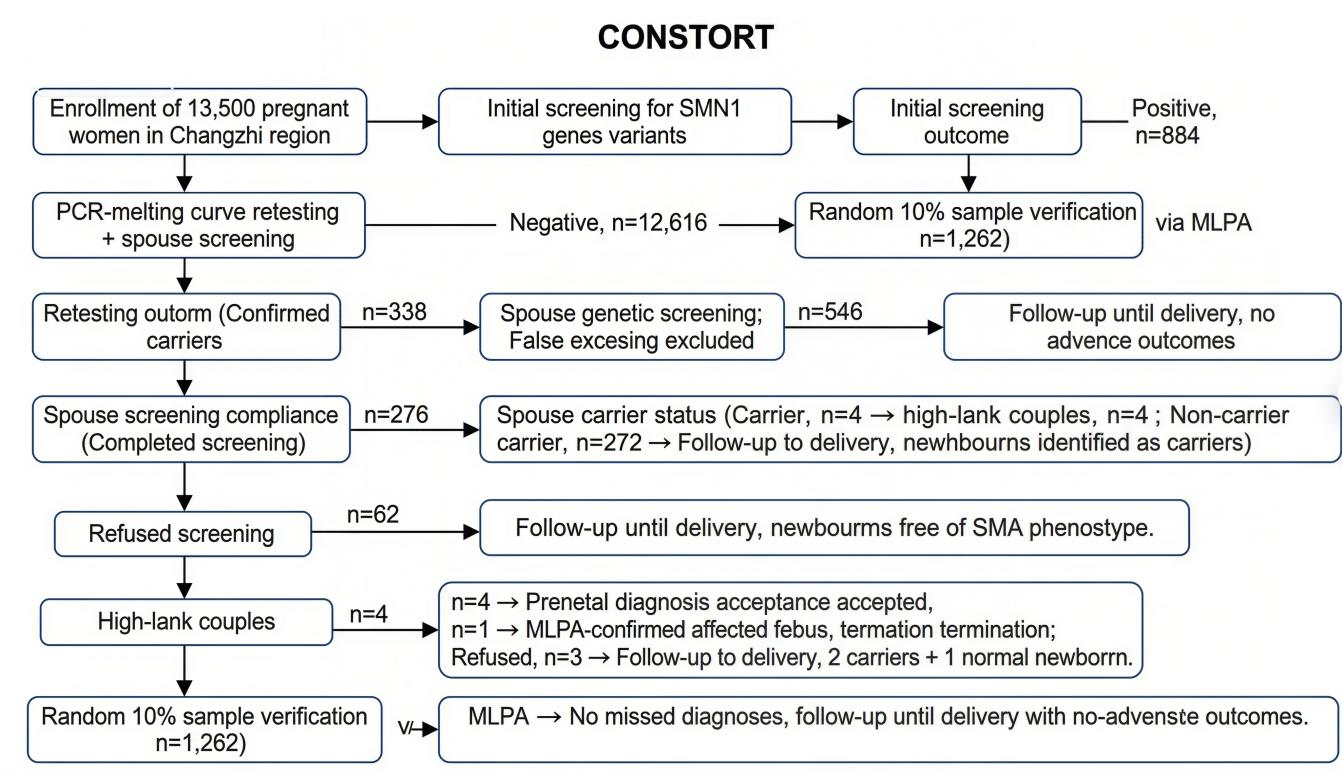 CONSTORT
Enrollment of 13,500 pregnant
women in Changzhi region
Initial screening for SMN1
genes variants
Initial screening
outcome
Positive,
n=884
PCR-melting curve retesting
+ spouse screening
Negative, n=12,616
Random 10% sample verification
n=1,262)
via MLPA
Retesting outorm (Confirmed
carriers
n=338
Spouse genetic screening;
False excesing excluded
n=546
Follow-up until delivery, no
advence outcomes
Spouse screening compliance
(Completed screening)
n=276
Spouse carrier status (Carrier, n=4 → high-lank couples, n=4 ; Non-carrier
carrier, n=272 → Follow-up to delivery, newhbourns identified as carriers)
Refused screening
n=62
Follow-up until delivery, newbourms free of SMA phenostype.
High-lank couples
n=4
n=4 → Prenetal diagnosis acceptance accepted,
n=1 → MLPA-confirmed affected febus, termation termination;
Refused, n=3 → Follow-up to delivery, 2 carriers + 1 normal newborrn.
Random 10% sample verification
n=1,262)
V/
MLPA → No missed diagnoses, follow-up until delivery with no-advenste outcomes.